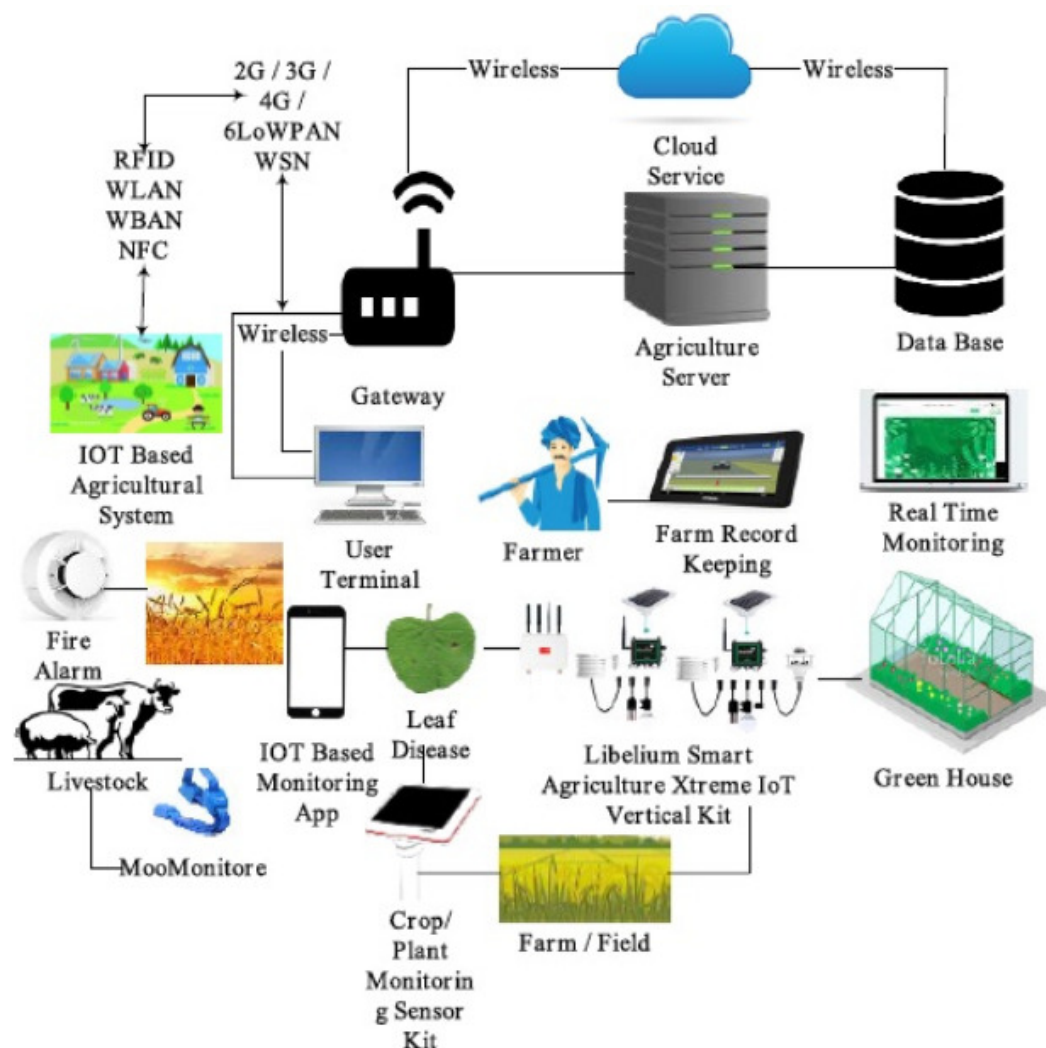 2G / 3G /
4G /
6LoWPAN
WSN
Wireless
Wireless
RFID
WLAN
WBAN
NFC
Cloud
Service
Wireless
Gateway
Agriculture
Server
Data Base
IOT Based
Agricultural
System
User
Terminal
Farmer
Farm Record
Keeping
Real Time
Monitoring
Fire
Alarm
Livestock
MooMonitore
IOT Based
Monitoring
App
Leaf
Disease
Libelium Smart
Agriculture Xtreme IoT
Vertical Kit
Green House
Crop/
Plant
Monitorin
g Sensor
Kit
Farm / Field